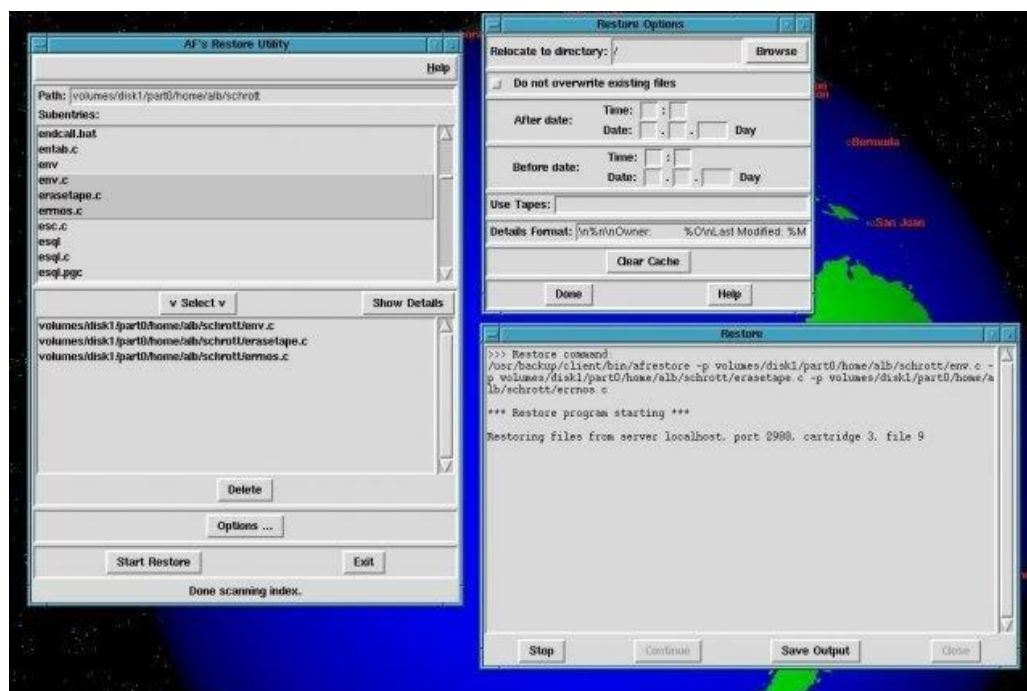 AF's Restore Utility
Help
Path: volumes/disk1/part0/home/alb/schrott
Subentries:
endcall.bat
entab.c
env
env.c
erasetape.c
errnos.c
esc.c
esql
esql.c
esql.pgc
v Select v
Show Details
volumes/disk1/part0/home/alb/schrott/env.c
volumes/disk1/part0/home/alb/schrott/erasetape.c
volumes/disk1/part0/home/alb/schrott/errnos.c
Delete
Options ...
Start Restore
Exit
Done scanning index.
Restore Options
Relocate to directory: /
Browse
Do not overwrite existing files
After date:
Time: :
Date: . . Day
Before date:
Time: :
Date: . . Day
Use Tapes:
Details Format: \n%n\nOwner: %O\nLast Modified: %M
Clear Cache
Done
Help
Bermuda
San Juan
Restore
>>> Restore command:
/usr/backup/client/bin/afrestore -p volumes/disk1/part0/home/alb/schrott/env.c -
p volumes/disk1/part0/home/alb/schrott/erasetape.c -p volumes/disk1/part0/home/a
lb/schrott/errnos.c
*** Restore program starting ***
Restoring files from server localhost, port 2988, cartridge 3, file 9
Stop
Continue
Save Output
Close